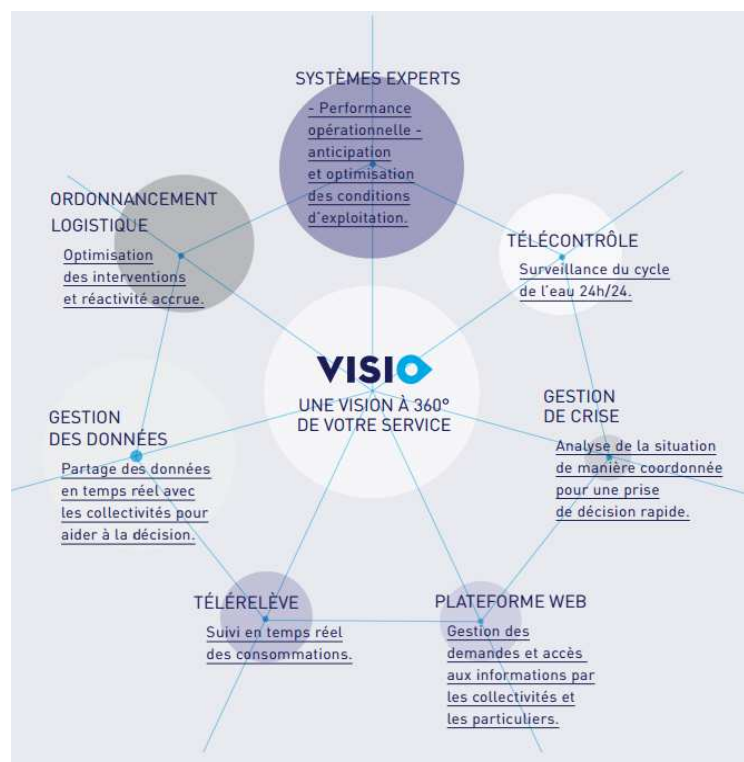 SYSTÈMES EXPERTS
- Performance
opérationnelle -
anticipation
et optimisation
des conditions
d'exploitation.
ORDONNANCEMENT
LOGISTIQUE
Optimisation
des interventions
et réactivité accrue.
TÉLÉCONTRÔLE
Surveillance du cycle
de l'eau 24h/24.
VISIO
UNE VISION À 360°
DE VOTRE SERVICE
GESTION
DE CRISE
Analyse de la situation
de manière coordonnée
pour une prise
de décision rapide.
GESTION
DES DONNÉES
Partage des données
en temps réel avec
les collectivités pour
aider à la décision.
TÉLÉRELÈVE
Suivi en temps réel
des consommations.
PLATEFORME WEB
Gestion des
demandes et accès
aux informations par
les collectivités et
les particuliers.